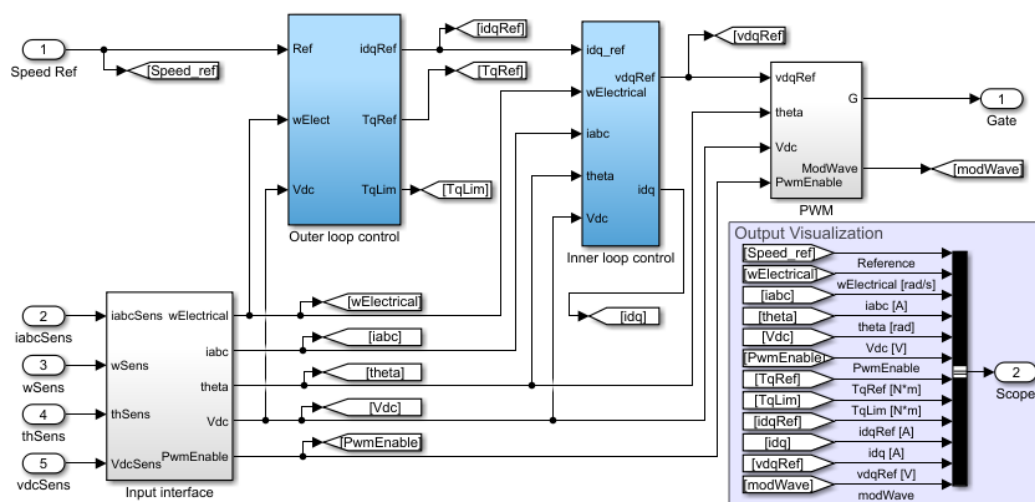 1
Speed Ref
[Speed_ref]
Ref
wElect
Vdc
idqRef
TqRef
TqLim
Outer loop control
[idqRef]
[TqRef]
[TqLim]
idq_ref
wElectrical
iabc
theta
Vdc
vdqRef
idq
Inner loop control
[vdqRef]
[idq]
vdqRef
theta
Vdc
PwmEnable
G
ModWave
PWM
1
Gate
[modWave]
2
iabcSens
3
wSens
4
thSens
5
vdcSens
iabcSens
wSens
thSens
VdcSens
wElectrical
iabc
theta
Vdc
PwmEnable
Input interface
[wElectrical]
[iabc]
[theta]
[Vdc]
[PwmEnable]
Output Visualization
[Speed_ref]
Reference
[wElectrical]
wElectrical [rad/s]
[iabc]
iabc [A]
[theta]
theta [rad]
[Vdc]
Vdc [V]
[PwmEnable]
PwmEnable
[TqRef]
TqRef [N*m]
[TqLim]
TqLim [N*m]
[idqRef]
idqRef [A]
[idq]
idq [A]
[vdqRef]
vdqRef [V]
[modWave]
modWave
2
Scope